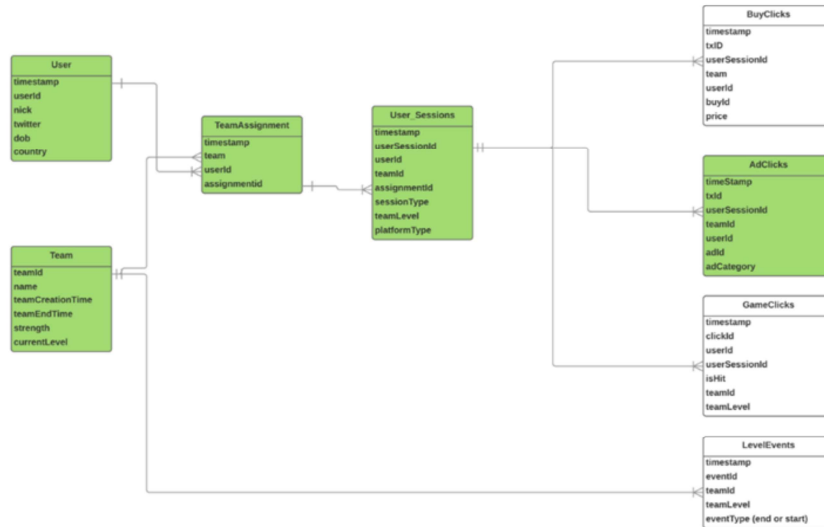 User
timestamp
userId
nick
twitter
dob
country
Team
teamId
name
teamCreationTime
teamEndTime
strength
currentLevel
TeamAssignment
timestamp
team
userId
assignmentid
User_Sessions
timestamp
userSessionId
userId
teamId
assignmentId
sessionType
teamLevel
platformType
BuyClicks
timestamp
txID
userSessionId
team
userId
buyId
price
AdClicks
timeStamp
txId
userSessionId
teamId
userId
adId
adCategory
GameClicks
timestamp
clickId
userId
userSessionId
isHit
teamId
teamLevel
LevelEvents
timestamp
eventId
teamId
teamLevel
eventType (end or start)